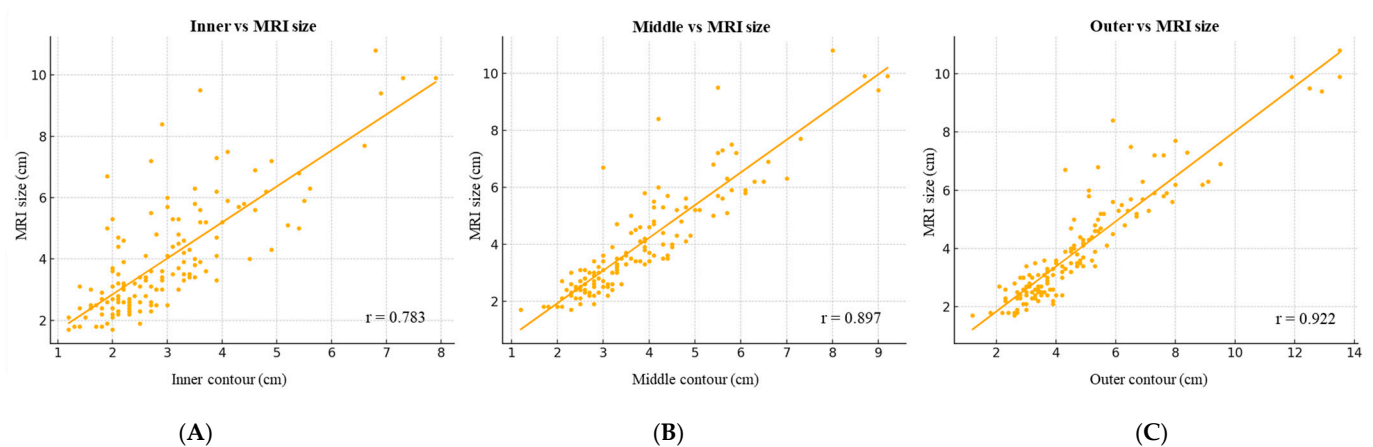 Inner vs MRI size
MRI size (cm)
10
8
6
4
2
r = 0.783
1 2 3 4 5 6 7 8
Inner contour (cm)
(A)
Middle vs MRI size
MRI size (cm)
10
8
6
4
2
r = 0.897
1 2 3 4 5 6 7 8 9
Middle contour (cm)
(B)
Outer vs MRI size
MRI size (cm)
10
8
6
4
2
r = 0.922
2 4 6 8 10 12 14
Outer contour (cm)
(C)